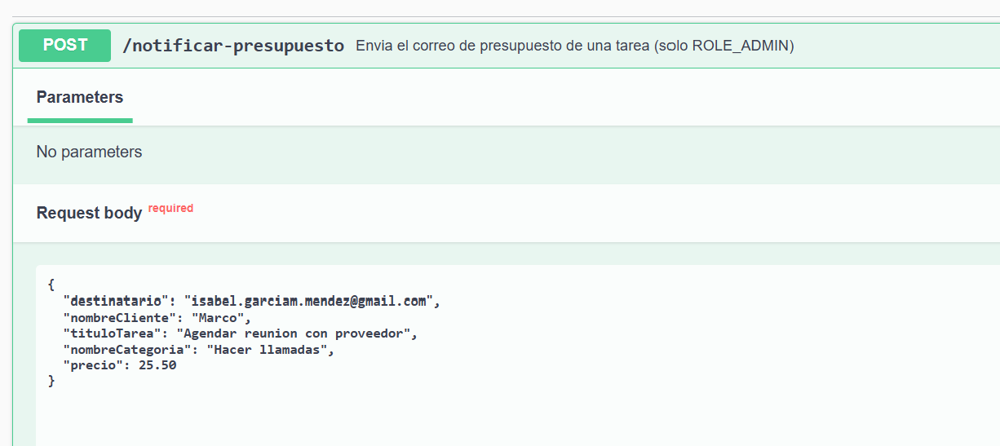 POST /notificar-presupuesto Envia el correo de presupuesto de una tarea (solo ROLE_ADMIN)
Parameters
No parameters
Request body required
{
"destinatario": "isabel.garciam.mendez@gmail.com",
"nombreCliente": "Marco",
"tituloTarea": "Agendar reunion con proveedor",
"nombreCategoria": "Hacer llamadas",
"precio": 25.50
}